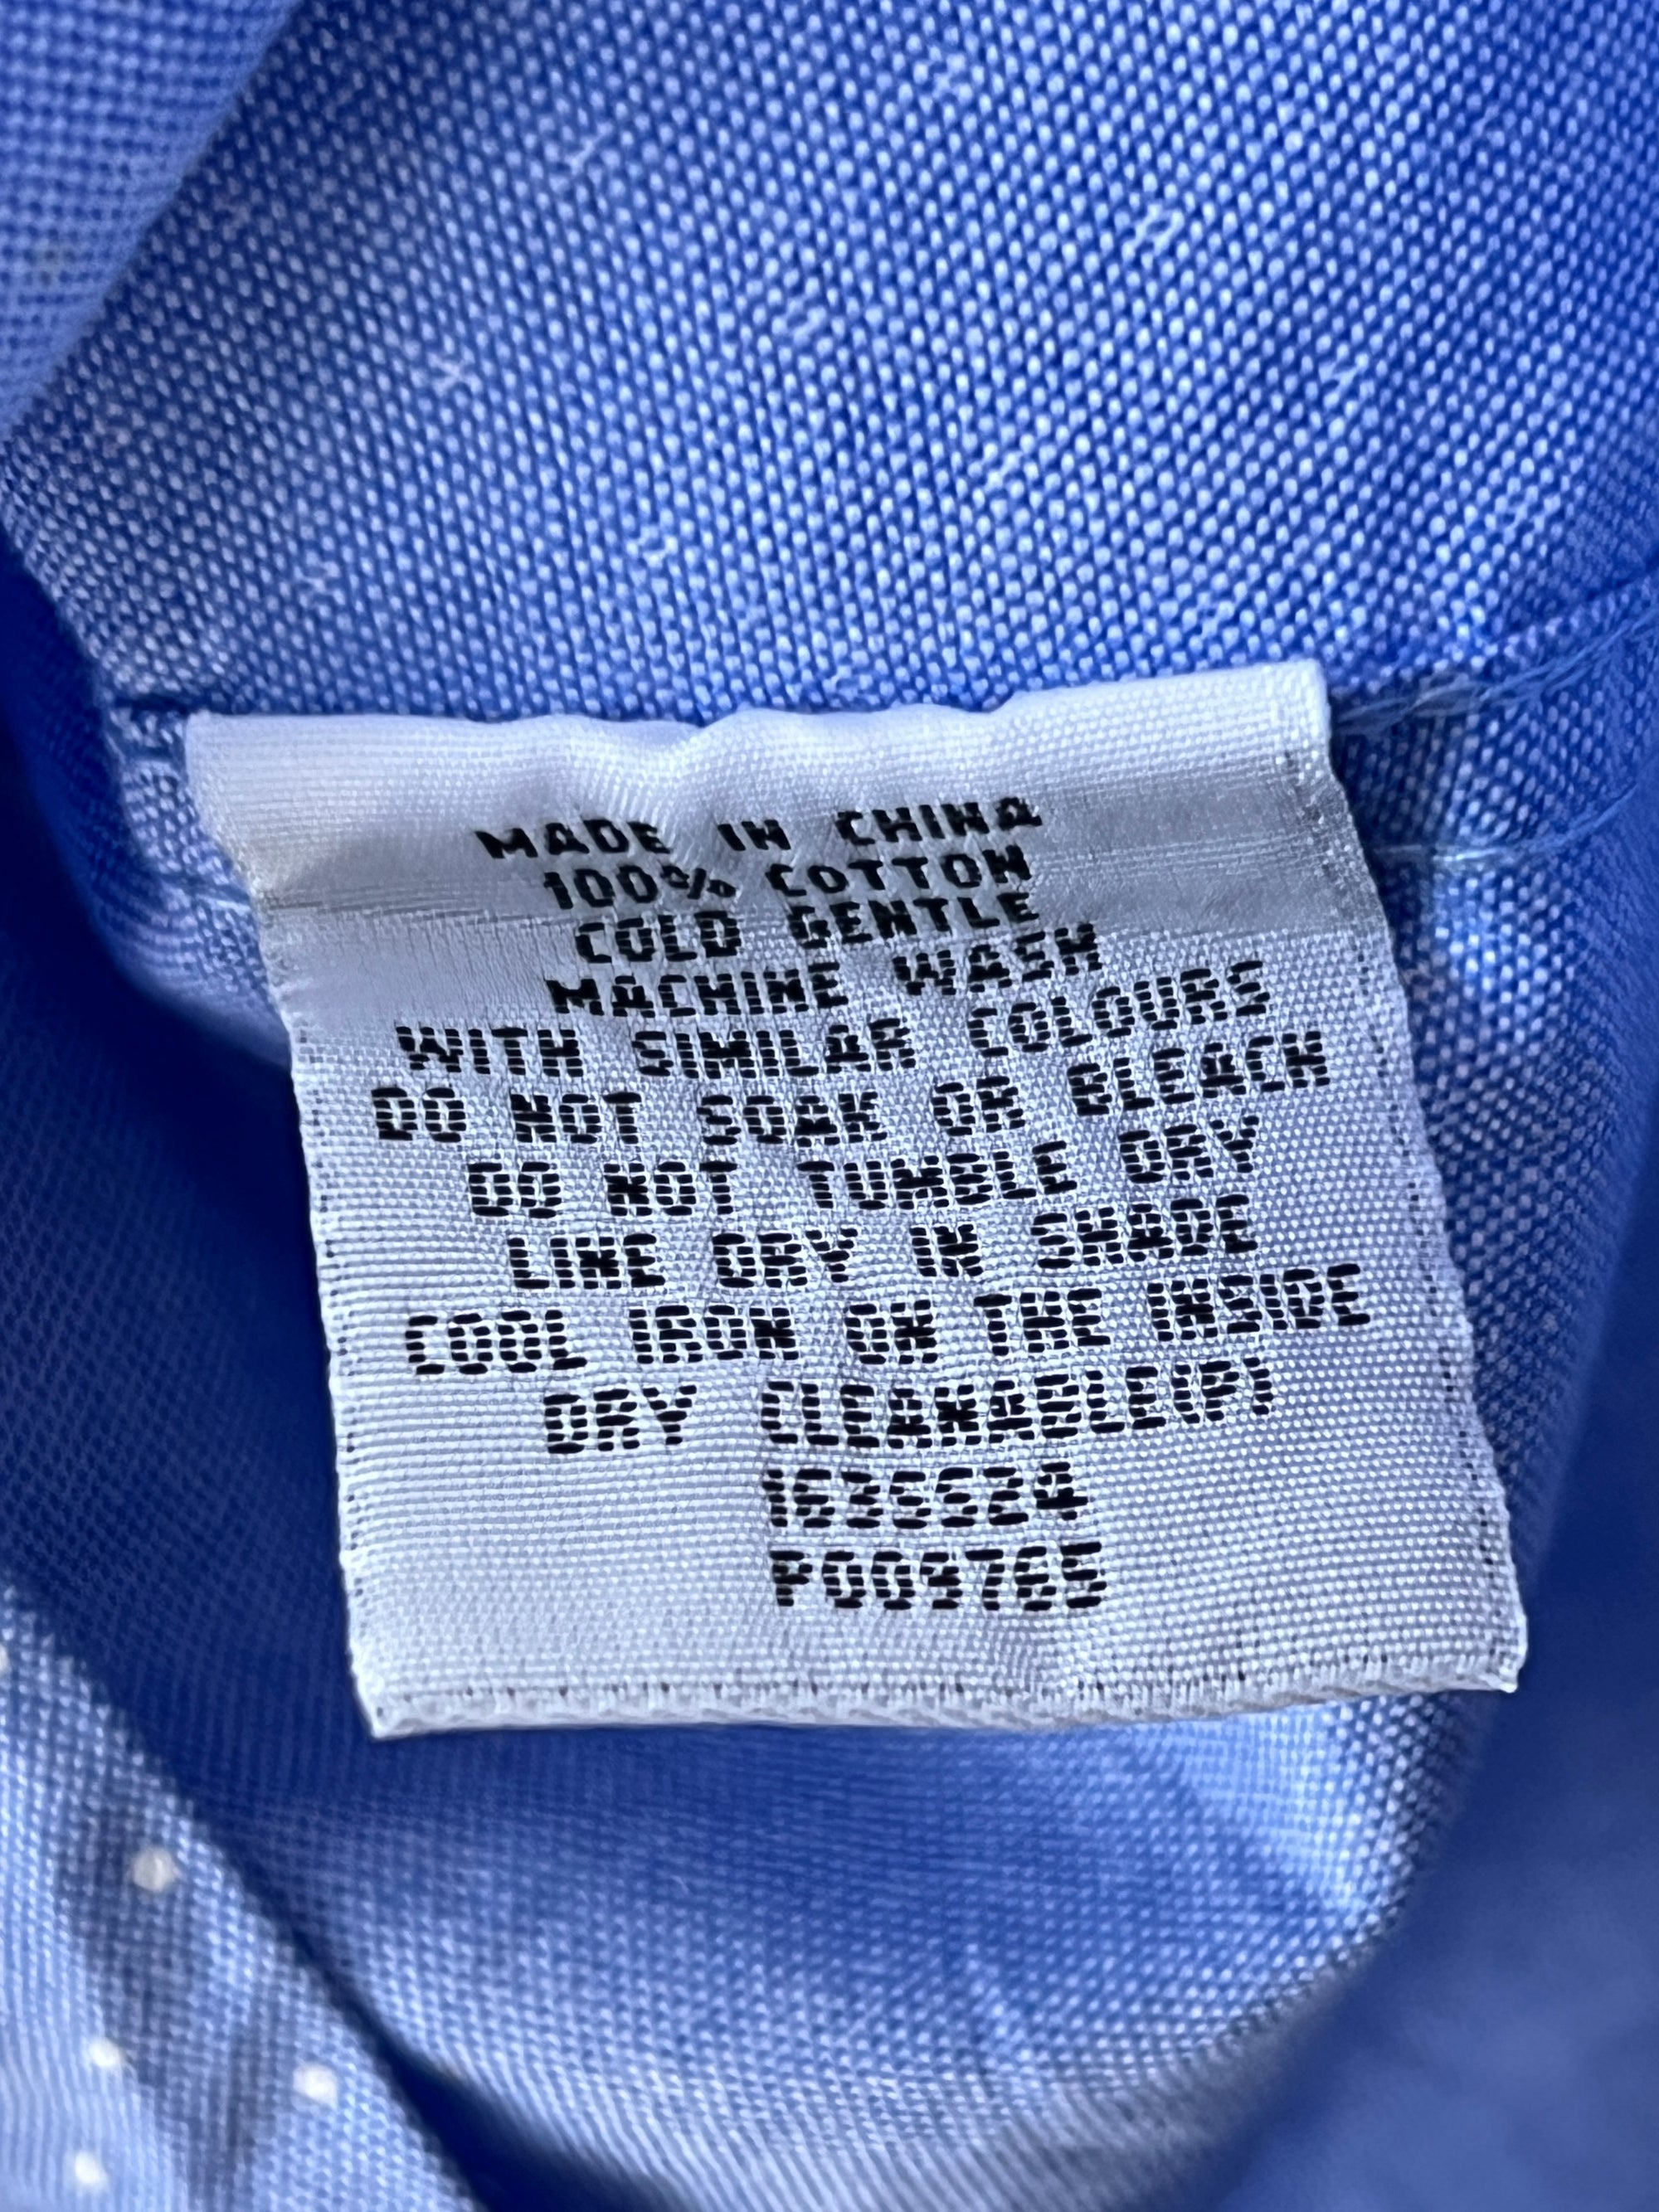 MADE IN CHINA
100% COTTON
COLD GENTLE
MACHINE WASH
WITH SIMILAR COLOURS
DO NOT SOAK OR BLEACH
DO NOT TUMBLE DRY
LINE DRY IN SHADE
COOL IRON ON THE INSIDE
DRY CLEANABLE(P)
1635524
P009765